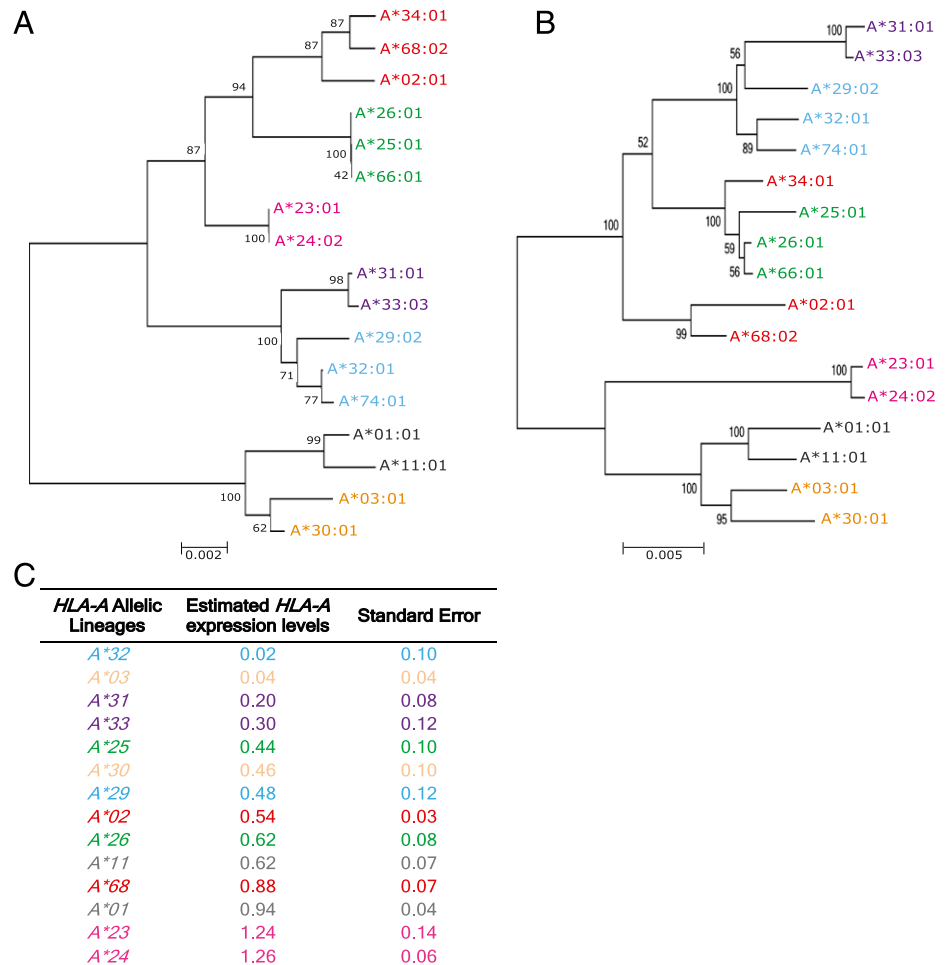 A
87
A*34:01
87
A*68:02
A*02:01
94
A*26:01
A*25:01
100
42
A*66:01
87
A*23:01
100
A*24:02
98
A*31:01
A*33:03
100
A*29:02
71
A*32:01
77
A*74:01
99
A*01:01
A*11:01
100
A*03:01
62
A*30:01
0.002
B
100
A*31:01
A*33:03
56
A*29:02
100
A*32:01
89
A*74:01
52
A*34:01
100
A*25:01
59
A*26:01
56
A*66:01
100
A*02:01
99
A*68:02
100
A*23:01
A*24:02
100
A*01:01
A*11:01
100
A*03:01
95
A*30:01
0.005
C
HLA-A Allelic Estimated HLA-A Standard Error
Lineages expression levels
A*32 0.02 0.10
A*03 0.04 0.04
A*31 0.20 0.08
A*33 0.30 0.12
A*25 0.44 0.10
A*30 0.46 0.10
A*29 0.48 0.12
A*02 0.54 0.03
A*26 0.62 0.08
A*11 0.62 0.07
A*68 0.88 0.07
A*01 0.94 0.04
A*23 1.24 0.14
A*24 1.26 0.06